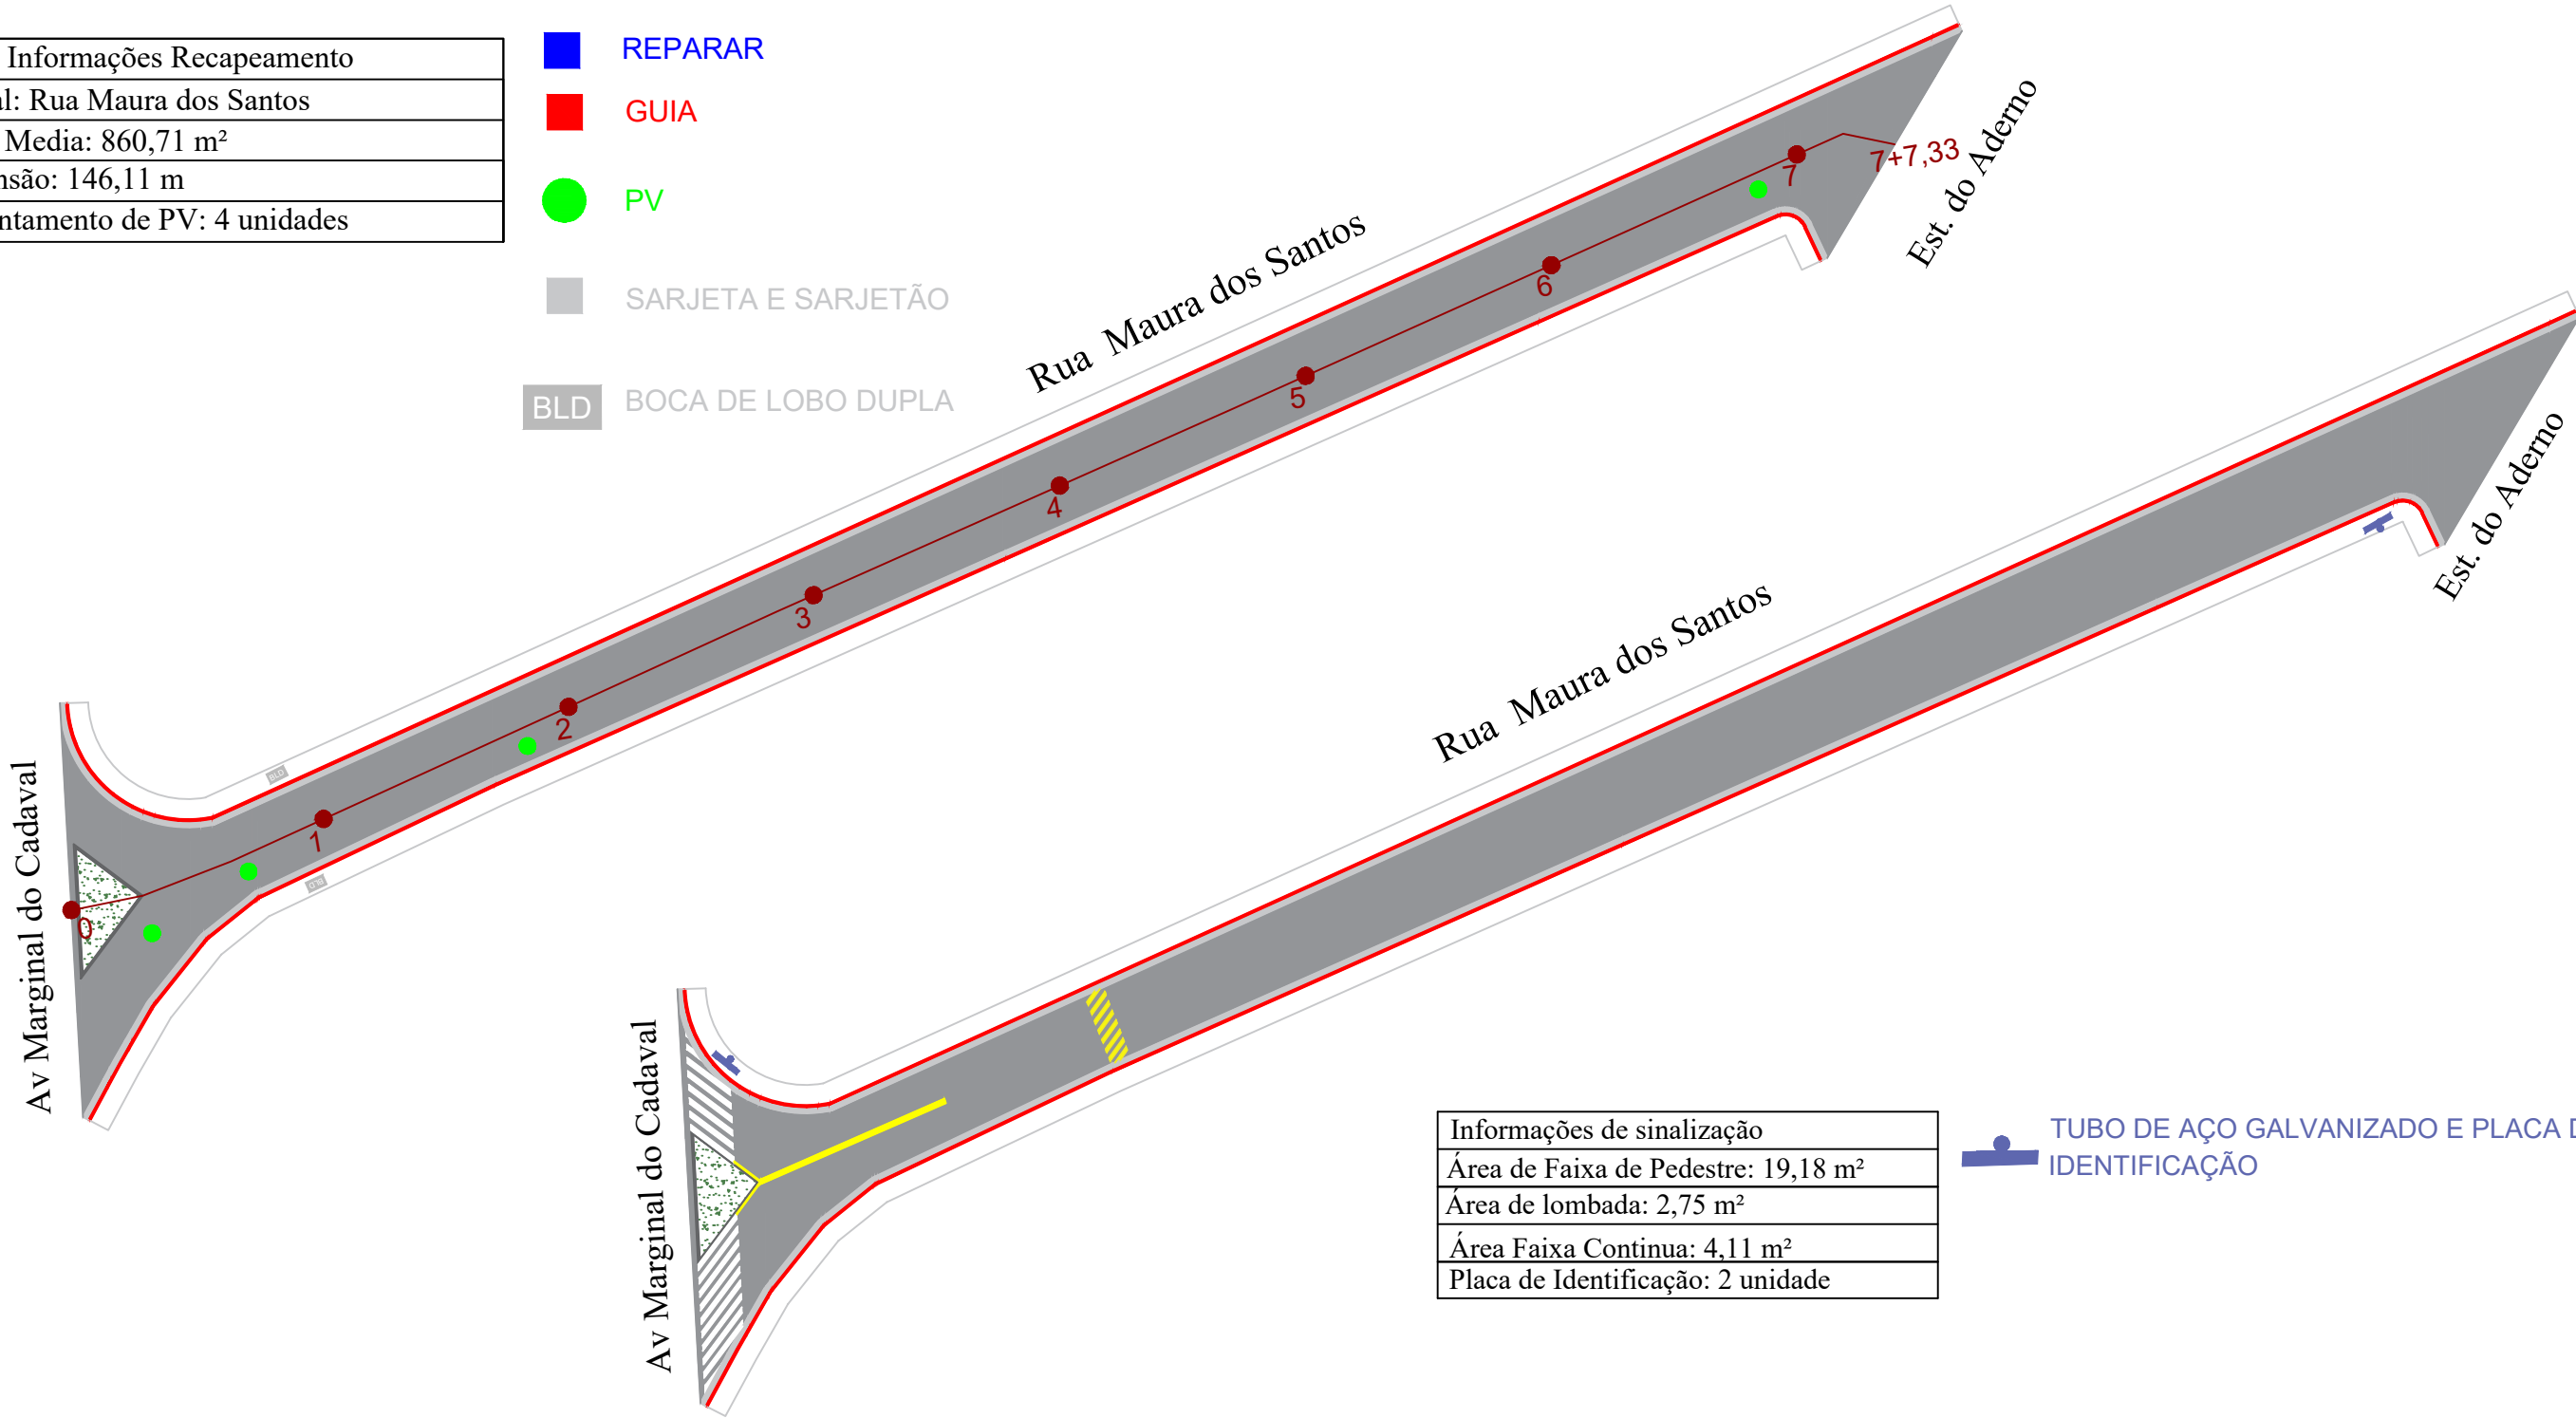 Informações Recapeamento
al: Rua Maura dos Santos
Media: 860,71 m²
nsão: 146,11 m
ntamento de PV: 4 unidades
REPARAR
GUIA
PV
SARJETA E SARJETÃO
BLD BOCA DE LOBO DUPLA
Rua Maura dos Santos
Est. do Aderno
7+7,33
7
6
5
4
3
2
1
0
BLD
BLD
Av Marginal do Cadaval
Rua Maura dos Santos
Est. do Aderno
Av Marginal do Cadaval
Informações de sinalização
Área de Faixa de Pedestre: 19,18 m²
Área de lombada: 2,75 m²
Área Faixa Continua: 4,11 m²
Placa de Identificação: 2 unidade
TUBO DE AÇO GALVANIZADO E PLACA D
IDENTIFICAÇÃO